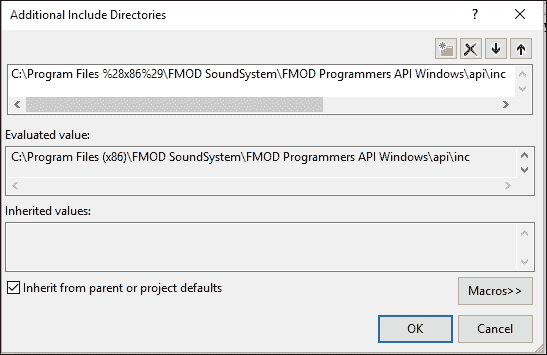 Additional Include Directories
C:\Program Files %28x86%29\FMOD SoundSystem\FMOD Programmers API Windows\api\inc
Evaluated value:
C:\Program Files (x86)\FMOD SoundSystem\FMOD Programmers API Windows\api\inc
Inherited values:
Inherit from parent or project defaults
Macros>>
OK
Cancel